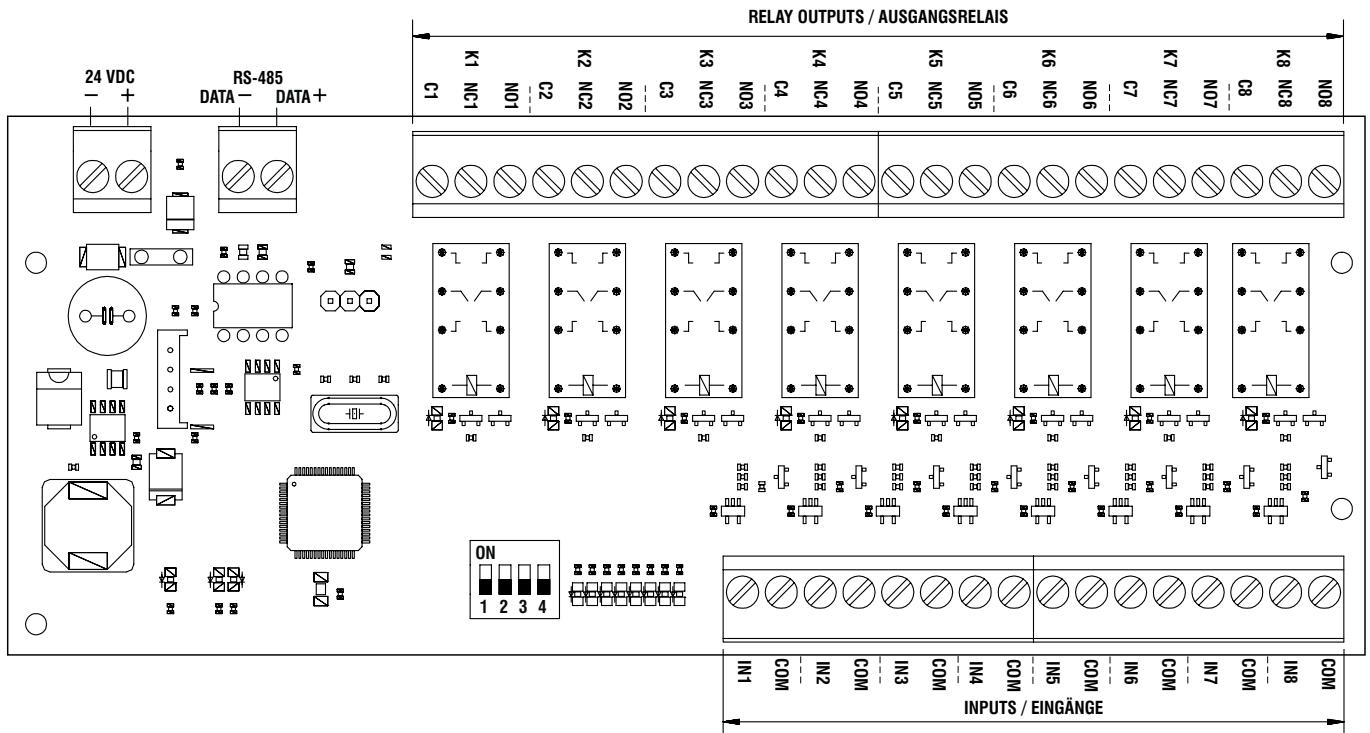 RELAY OUTPUTS / AUSGANGSRELAIS
K1 K2 K3 K4 K5 K6 K7 K8
24 VDC RS-485
− + DATA− DATA+
C1 NC1 NO1 C2 NC2 NO2 C3 NC3 NO3 C4 NC4 NO4 C5 NC5 NO5 C6 NC6 NO6 C7 NC7 NO7 C8 NC8 NO8
ON
1 2 3 4
IN1 COM IN2 COM IN3 COM IN4 COM IN5 COM IN6 COM IN7 COM IN8 COM
INPUTS / EINGÄNGE